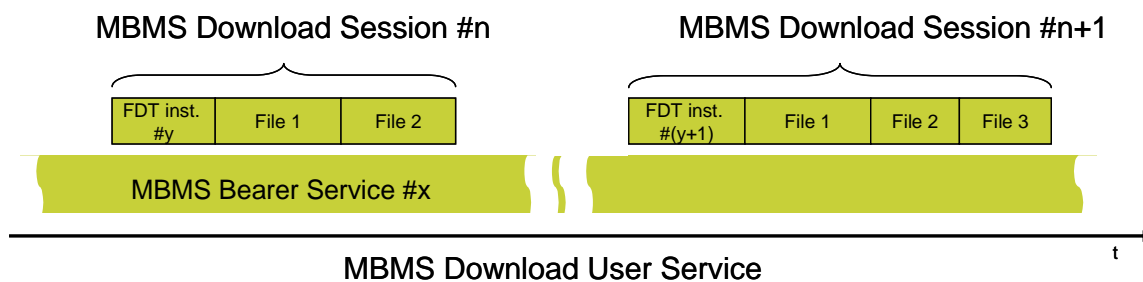 MBMS Download Session #n
MBMS Download Session #n+1
FDT inst.
#y
File 1
File 2
FDT inst.
#(y+1)
File 1
File 2
File 3
MBMS Bearer Service #x
t
MBMS Download User Service